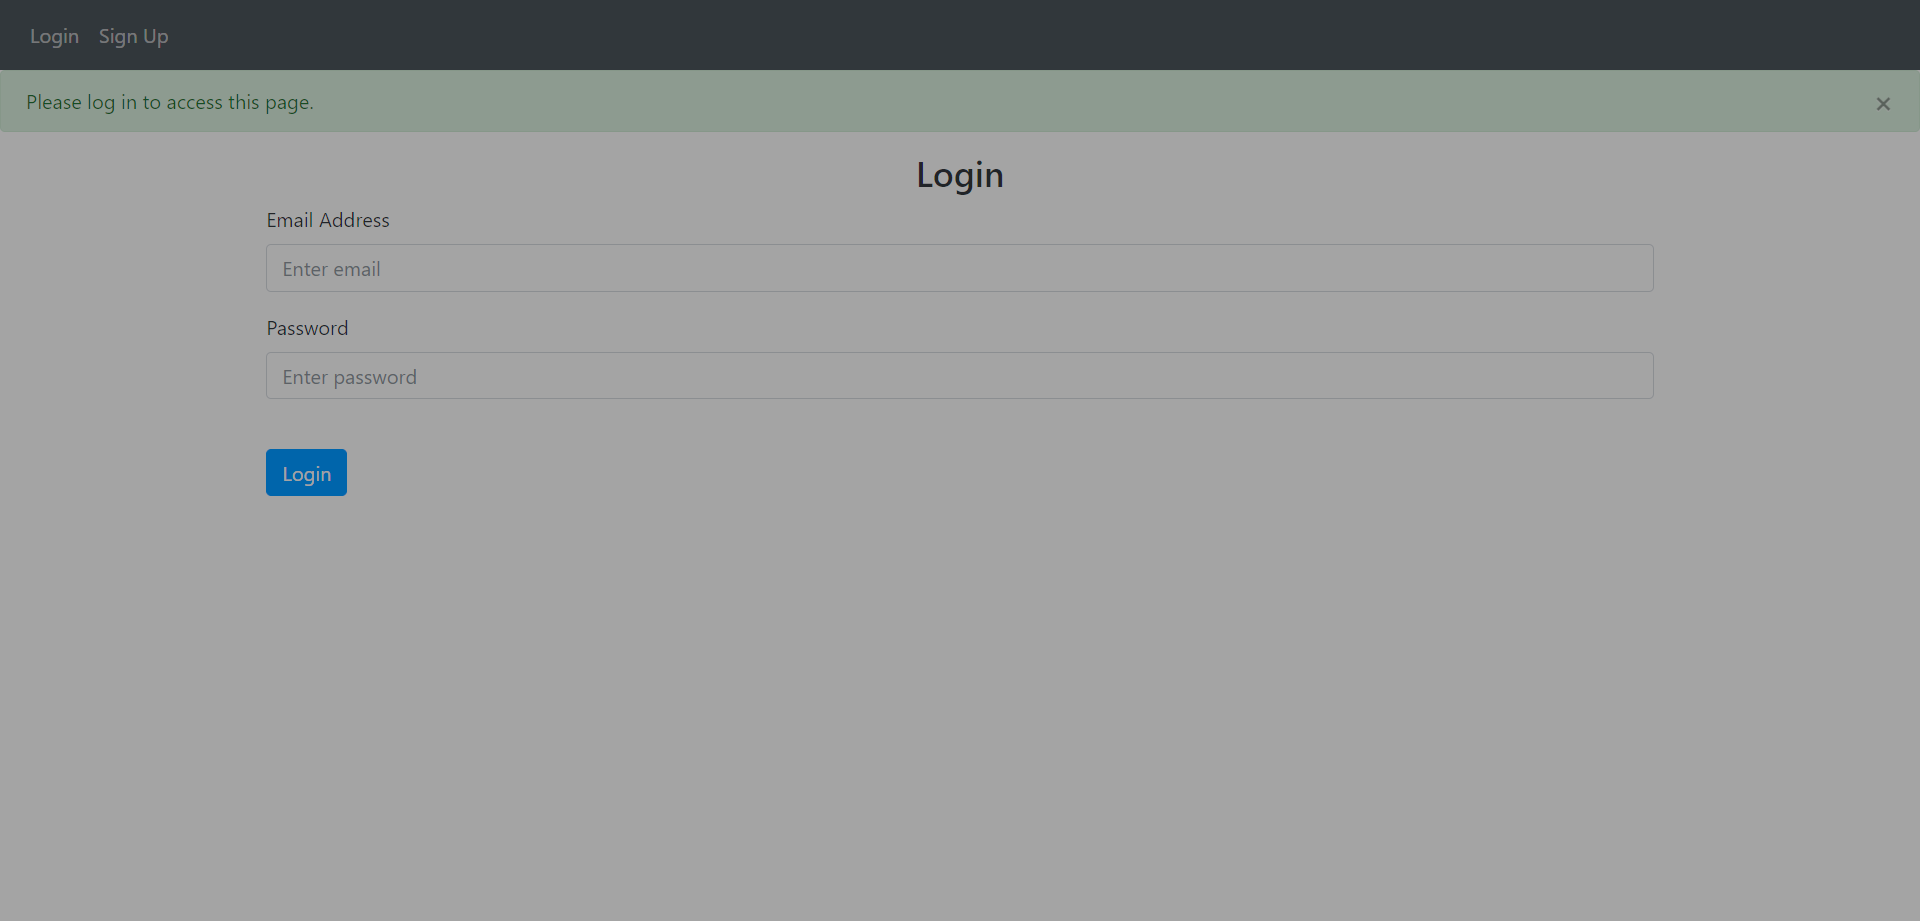 Login Sign Up
Please log in to access this page. ×
Login
Email Address
Enter email
Password
Enter password
Login